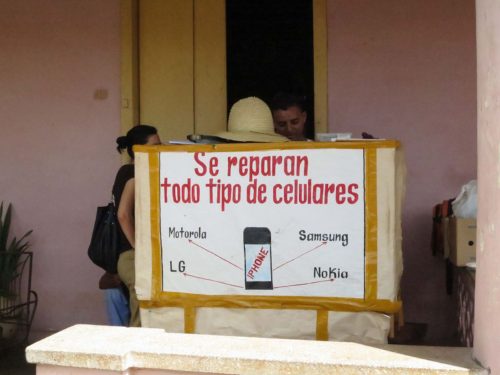 Se reparan
todo tipo de celulares
Motorola
Samsung
LG
IPHONE
Nokia